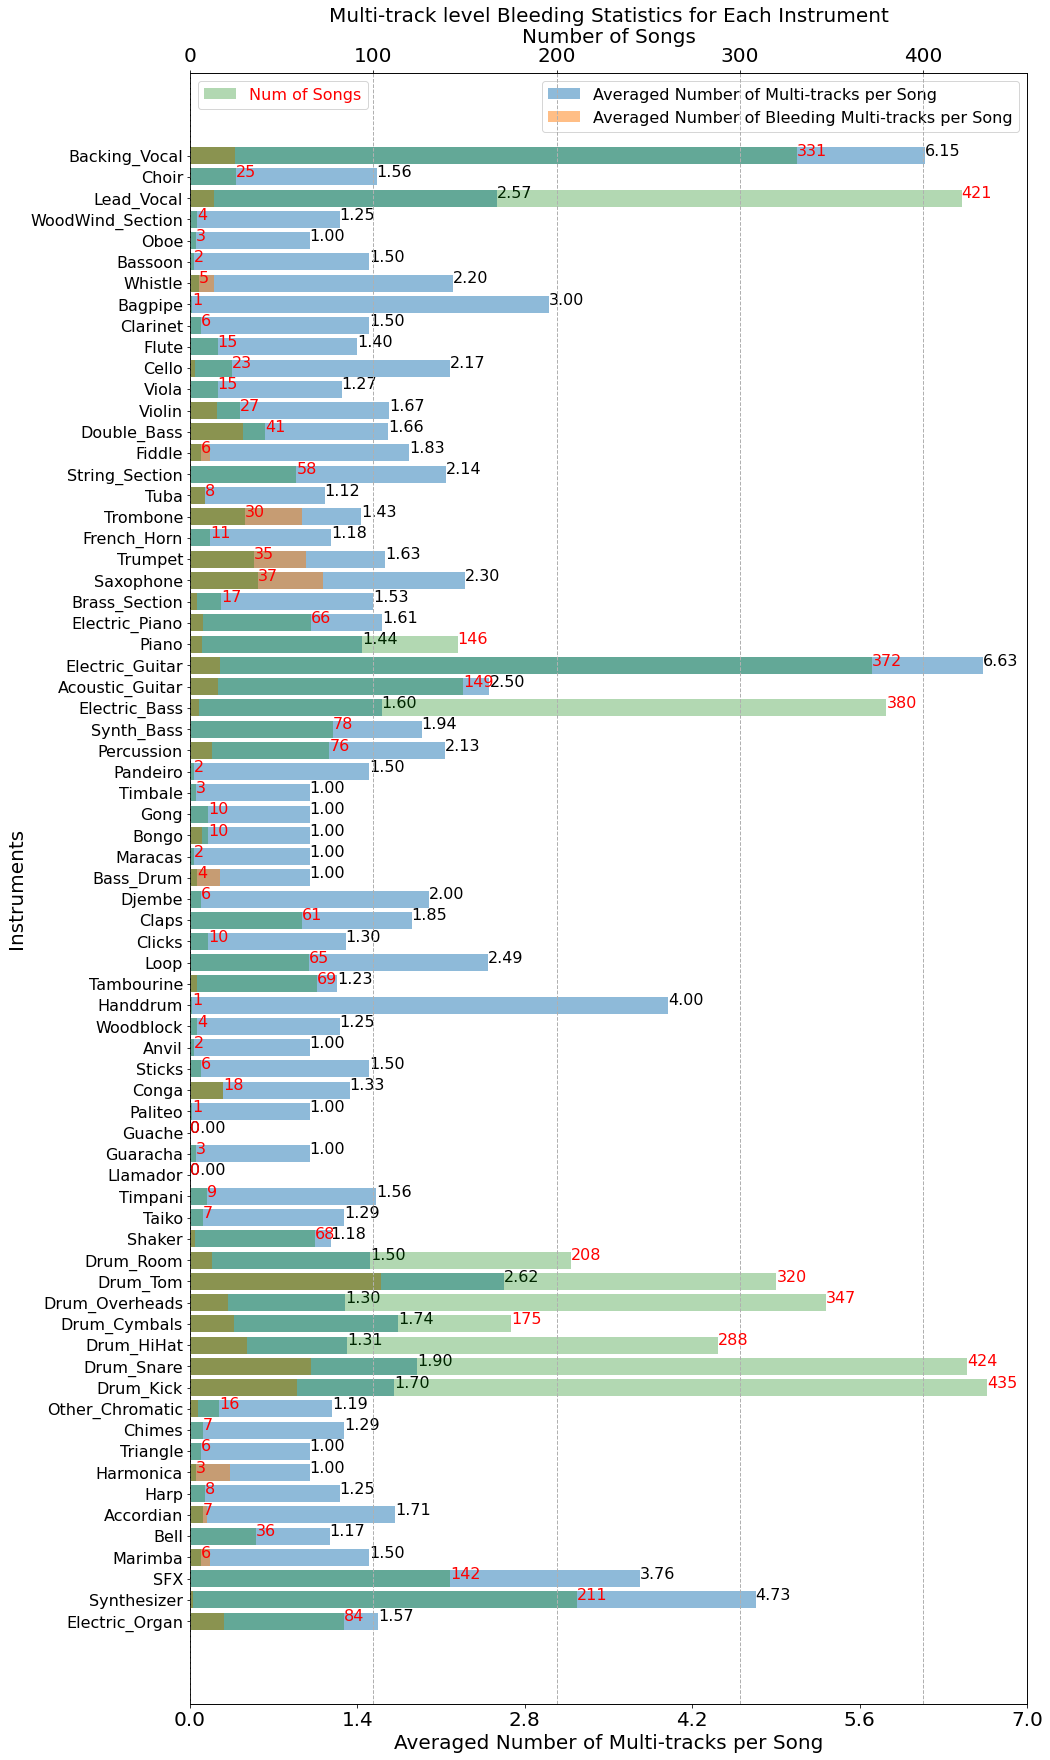 Multi-track level Bleeding Statistics for Each Instrument
Number of Songs
0 100 200 300 400
Num of Songs
Averaged Number of Multi-tracks per Song
Averaged Number of Bleeding Multi-tracks per Song
Instruments
Backing_Vocal 331 6.15
Choir 25 1.56
Lead_Vocal 2.57 421
WoodWind_Section 4 1.25
Oboe 3 1.00
Bassoon 2 1.50
Whistle 5 2.20
Bagpipe 1 3.00
Clarinet 6 1.50
Flute 15 1.40
Cello 23 2.17
Viola 15 1.27
Violin 27 1.67
Double_Bass 41 1.66
Fiddle 6 1.83
String_Section 58 2.14
Tuba 8 1.12
Trombone 30 1.43
French_Horn 11 1.18
Trumpet 35 1.63
Saxophone 37 2.30
Brass_Section 17 1.53
Electric_Piano 66 1.61
Piano 1.44 146
Electric_Guitar 372 6.63
Acoustic_Guitar 149 2.50
Electric_Bass 1.60 380
Synth_Bass 78 1.94
Percussion 76 2.13
Pandeiro 2 1.50
Timbale 3 1.00
Gong 10 1.00
Bongo 10 1.00
Maracas 2 1.00
Bass_Drum 4 1.00
Djembe 6 2.00
Claps 61 1.85
Clicks 10 1.30
Loop 65 2.49
Tambourine 69 1.23
Handdrum 1 4.00
Woodblock 4 1.25
Anvil 2 1.00
Sticks 6 1.50
Conga 18 1.33
Paliteo 1 1.00
Guache 0 0.00
Guaracha 3 1.00
Llamador 0 0.00
Timpani 9 1.56
Taiko 7 1.29
Shaker 68 1.18
Drum_Room 1.50 208
Drum_Tom 2.62 320
Drum_Overheads 1.30 347
Drum_Cymbals 1.74 175
Drum_HiHat 1.31 288
Drum_Snare 1.90 424
Drum_Kick 1.70 435
Other_Chromatic 16 1.19
Chimes 7 1.29
Triangle 6 1.00
Harmonica 3 1.00
Harp 8 1.25
Accordian 7 1.71
Bell 36 1.17
Marimba 6 1.50
SFX 142 3.76
Synthesizer 211 4.73
Electric_Organ 84 1.57
0.0 1.4 2.8 4.2 5.6 7.0
Averaged Number of Multi-tracks per Song